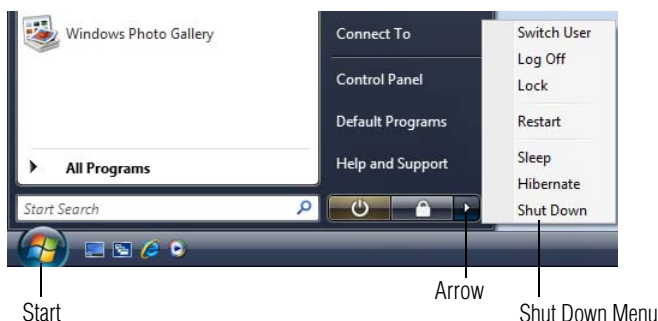 Windows Photo Gallery
All Programs
Start Search
Connect To
Control Panel
Default Programs
Help and Support
Switch User
Log Off
Lock
Restart
Sleep
Hibernate
Shut Down
Start
Arrow
Shut Down Menu